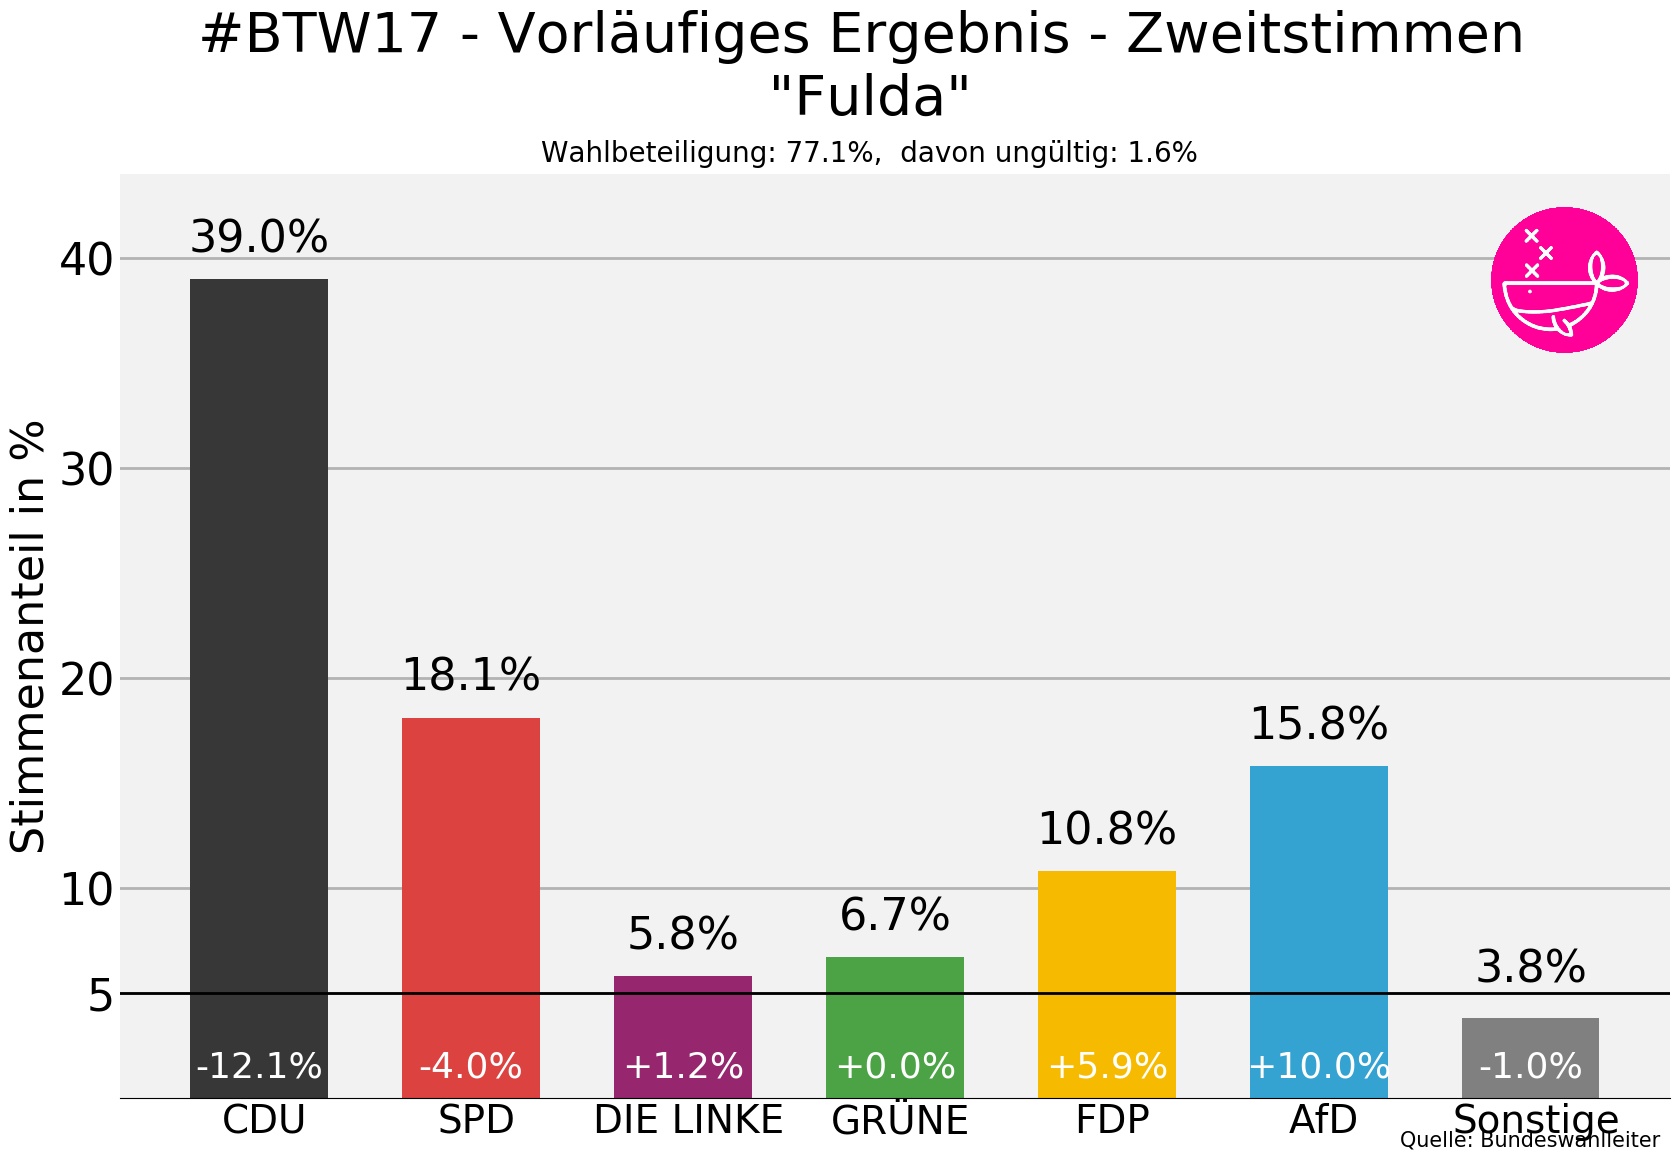 #BTW17 - Vorläufiges Ergebnis - Zweitstimmen
"Fulda"
Wahlbeteiligung: 77.1%, davon ungültig: 1.6%
Stimmenanteil in %
40
30
20
10
5
39.0%
18.1%
5.8%
6.7%
10.8%
15.8%
3.8%
-12.1%
-4.0%
+1.2%
+0.0%
+5.9%
+10.0%
-1.0%
CDU
SPD
DIE LINKE
GRÜNE
FDP
AfD
Sonstige
Quelle: Bundeswahlleiter